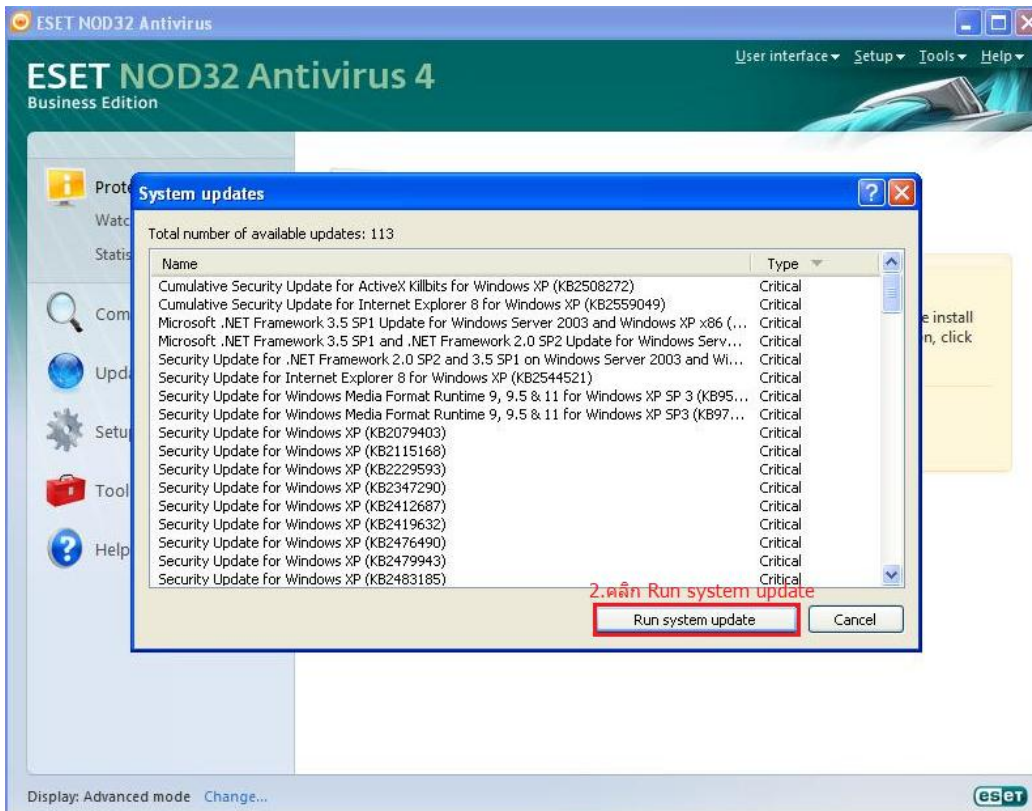 ESET NOD32 Antivirus
User interface Setup Tools Help
ESET NOD32 Antivirus 4
Business Edition
Prote
Watc
Statis
Com
Upda
Setup
Tool
Help
System updates
Total number of available updates: 113
Name Type
Cumulative Security Update for ActiveX Killbits for Windows XP (KB2508272) Critical
Cumulative Security Update for Internet Explorer 8 for Windows XP (KB2559049) Critical
Microsoft .NET Framework 3.5 SP1 Update for Windows Server 2003 and Windows XP x86 (... Critical
Microsoft .NET Framework 3.5 SP1 and .NET Framework 2.0 SP2 Update for Windows Serv... Critical
Security Update for .NET Framework 2.0 SP2 and 3.5 SP1 on Windows Server 2003 and Wi... Critical
Security Update for Internet Explorer 8 for Windows XP (KB2544521) Critical
Security Update for Windows Media Format Runtime 9, 9.5 & 11 for Windows XP SP 3 (KB95... Critical
Security Update for Windows Media Format Runtime 9, 9.5 & 11 for Windows XP SP3 (KB97... Critical
Security Update for Windows XP (KB2079403) Critical
Security Update for Windows XP (KB2115168) Critical
Security Update for Windows XP (KB2229593) Critical
Security Update for Windows XP (KB2347290) Critical
Security Update for Windows XP (KB2412687) Critical
Security Update for Windows XP (KB2419632) Critical
Security Update for Windows XP (KB2476490) Critical
Security Update for Windows XP (KB2479943) Critical
Security Update for Windows XP (KB2483185) Critical
2.คลิก Run system update
Run system update Cancel
e install
n, click
Display: Advanced mode Change...
eset